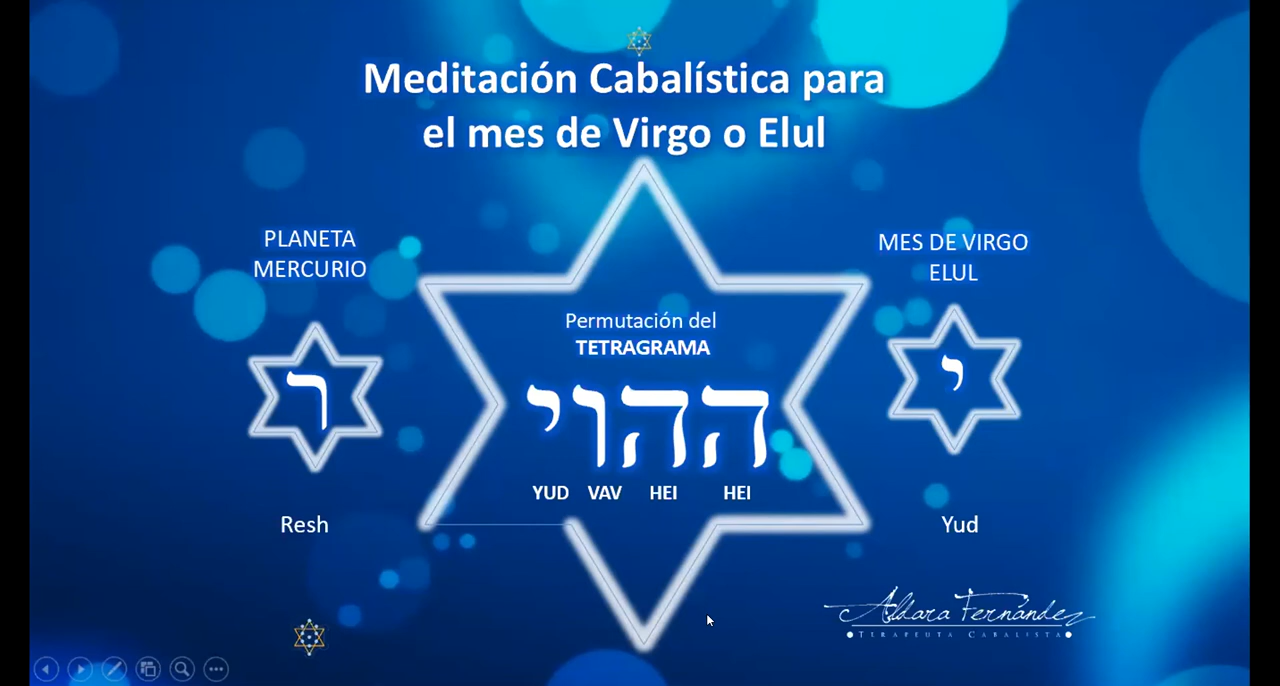 Meditación Cabalística para
el mes de Virgo o Elul
PLANETA
MERCURIO
ר
Resh
Permutación del
TETRAGRAMA
ההוי
YUD VAV HEI HEI
MES DE VIRGO
ELUL
י
Yud
Aldara Fernández
TERAPEUTA CABALISTA